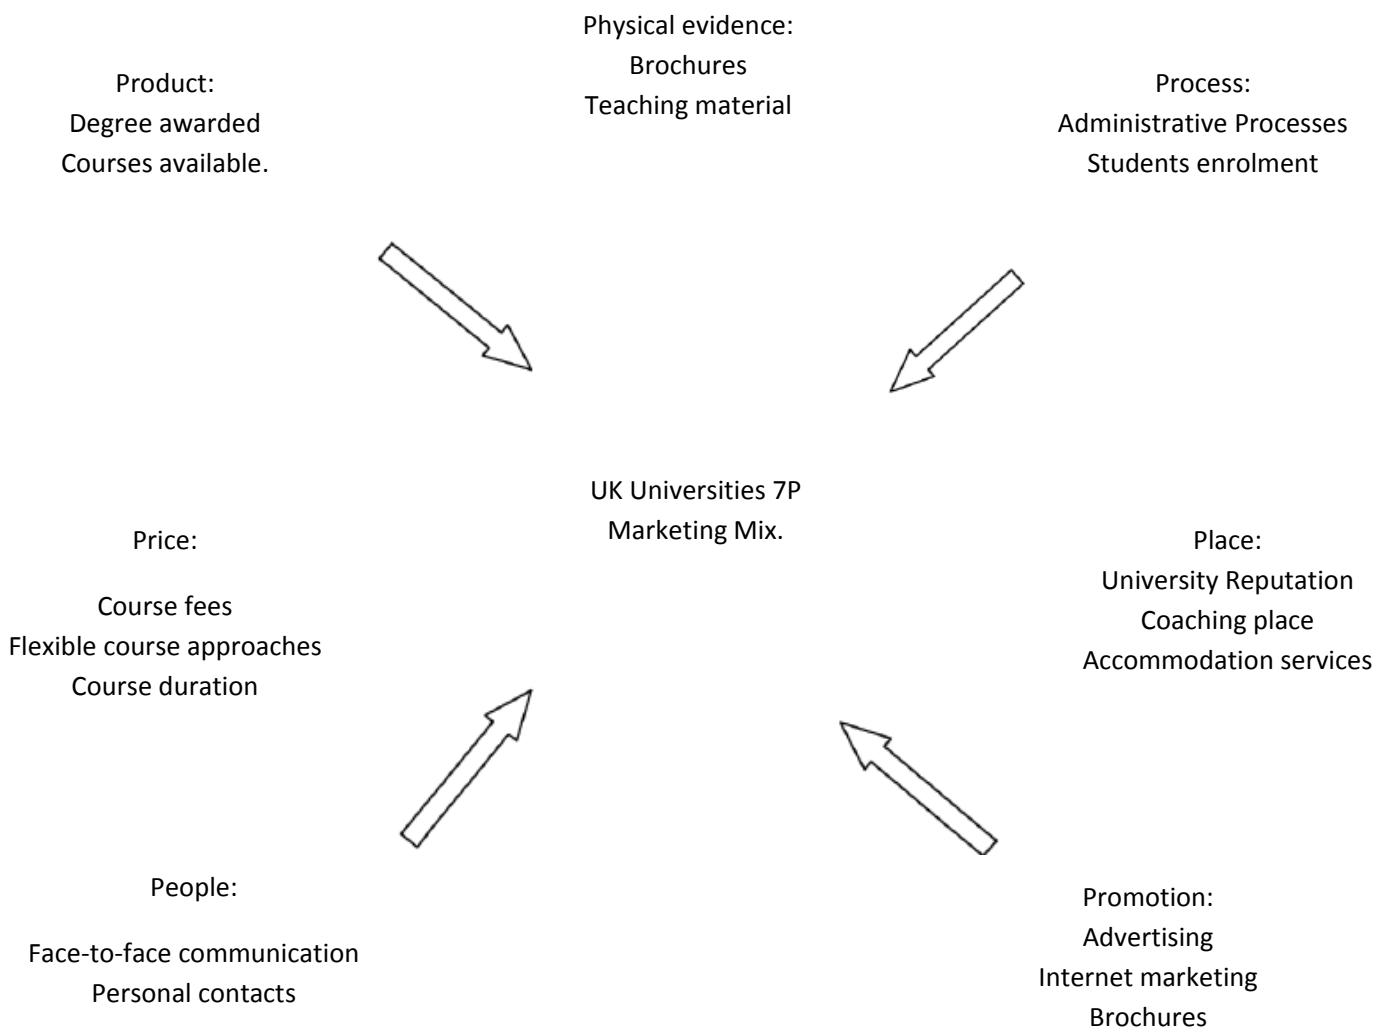 Physical evidence:
Brochures
Teaching material
Product:
Degree awarded
Courses available.
Process:
Administrative Processes
Students enrolment
UK Universities 7P
Marketing Mix.
Price:
Course fees
Flexible course approaches
Course duration
Place:
University Reputation
Coaching place
Accommodation services
People:
Face-to-face communication
Personal contacts
Promotion:
Advertising
Internet marketing
Brochures